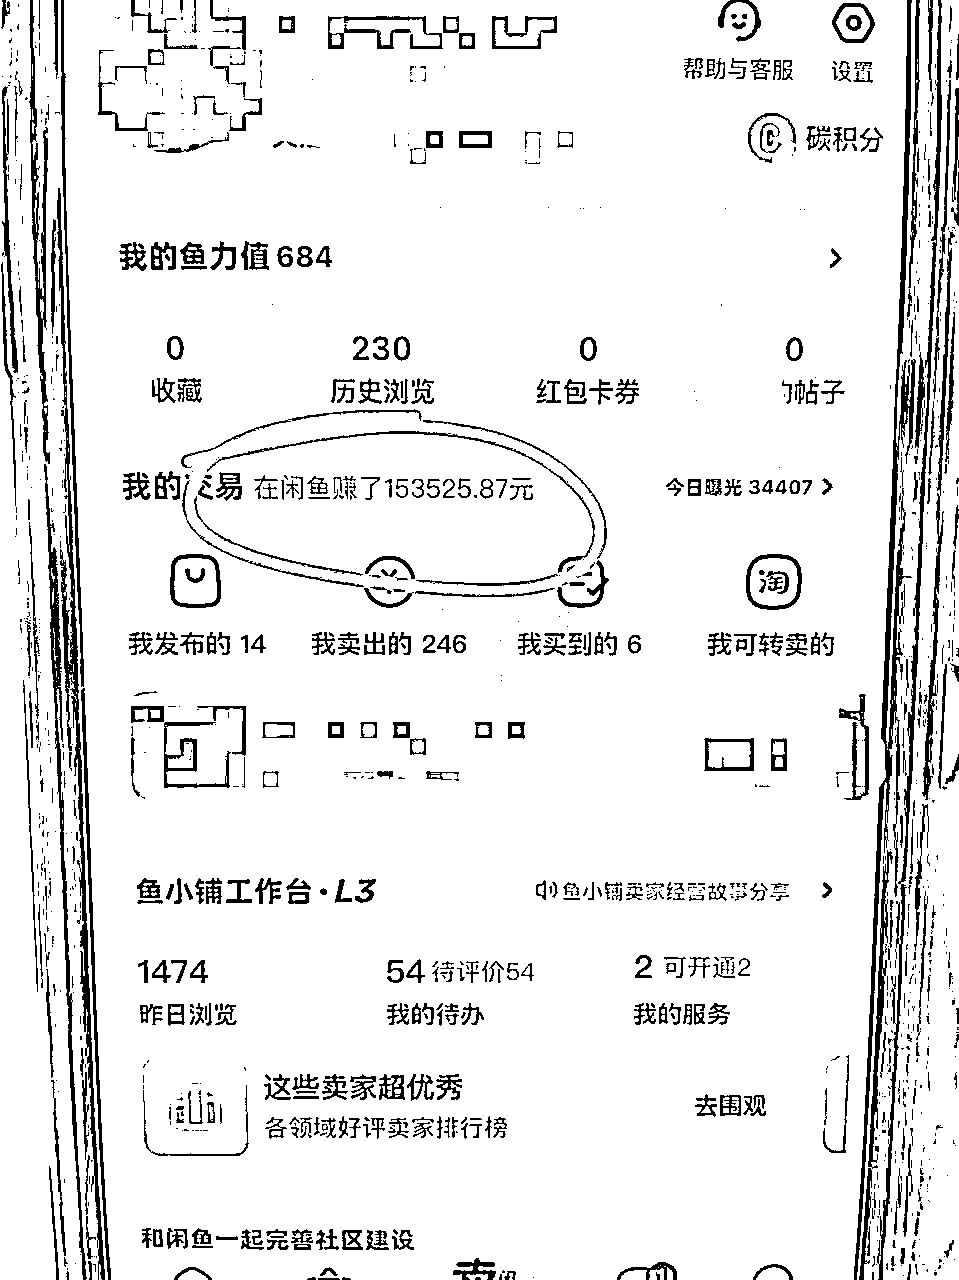 帮助与客服 设置
碳积分
我的鱼力值 684
0 230 0 0
收藏 历史浏览 红包卡券 帖子
我的交易 在闲鱼赚了153525.87元 今日曝光 34407
淘
我发布的 14 我卖出的 246 我买到的 6 我可转卖的
鱼小铺工作台·L3 鱼小铺卖家经营故事分享
1474 54 待评价54 2 可开通2
昨日浏览 我的待办 我的服务
这些卖家超优秀
去围观
各领域好评卖家排行榜
和闲鱼一起完善社区建设